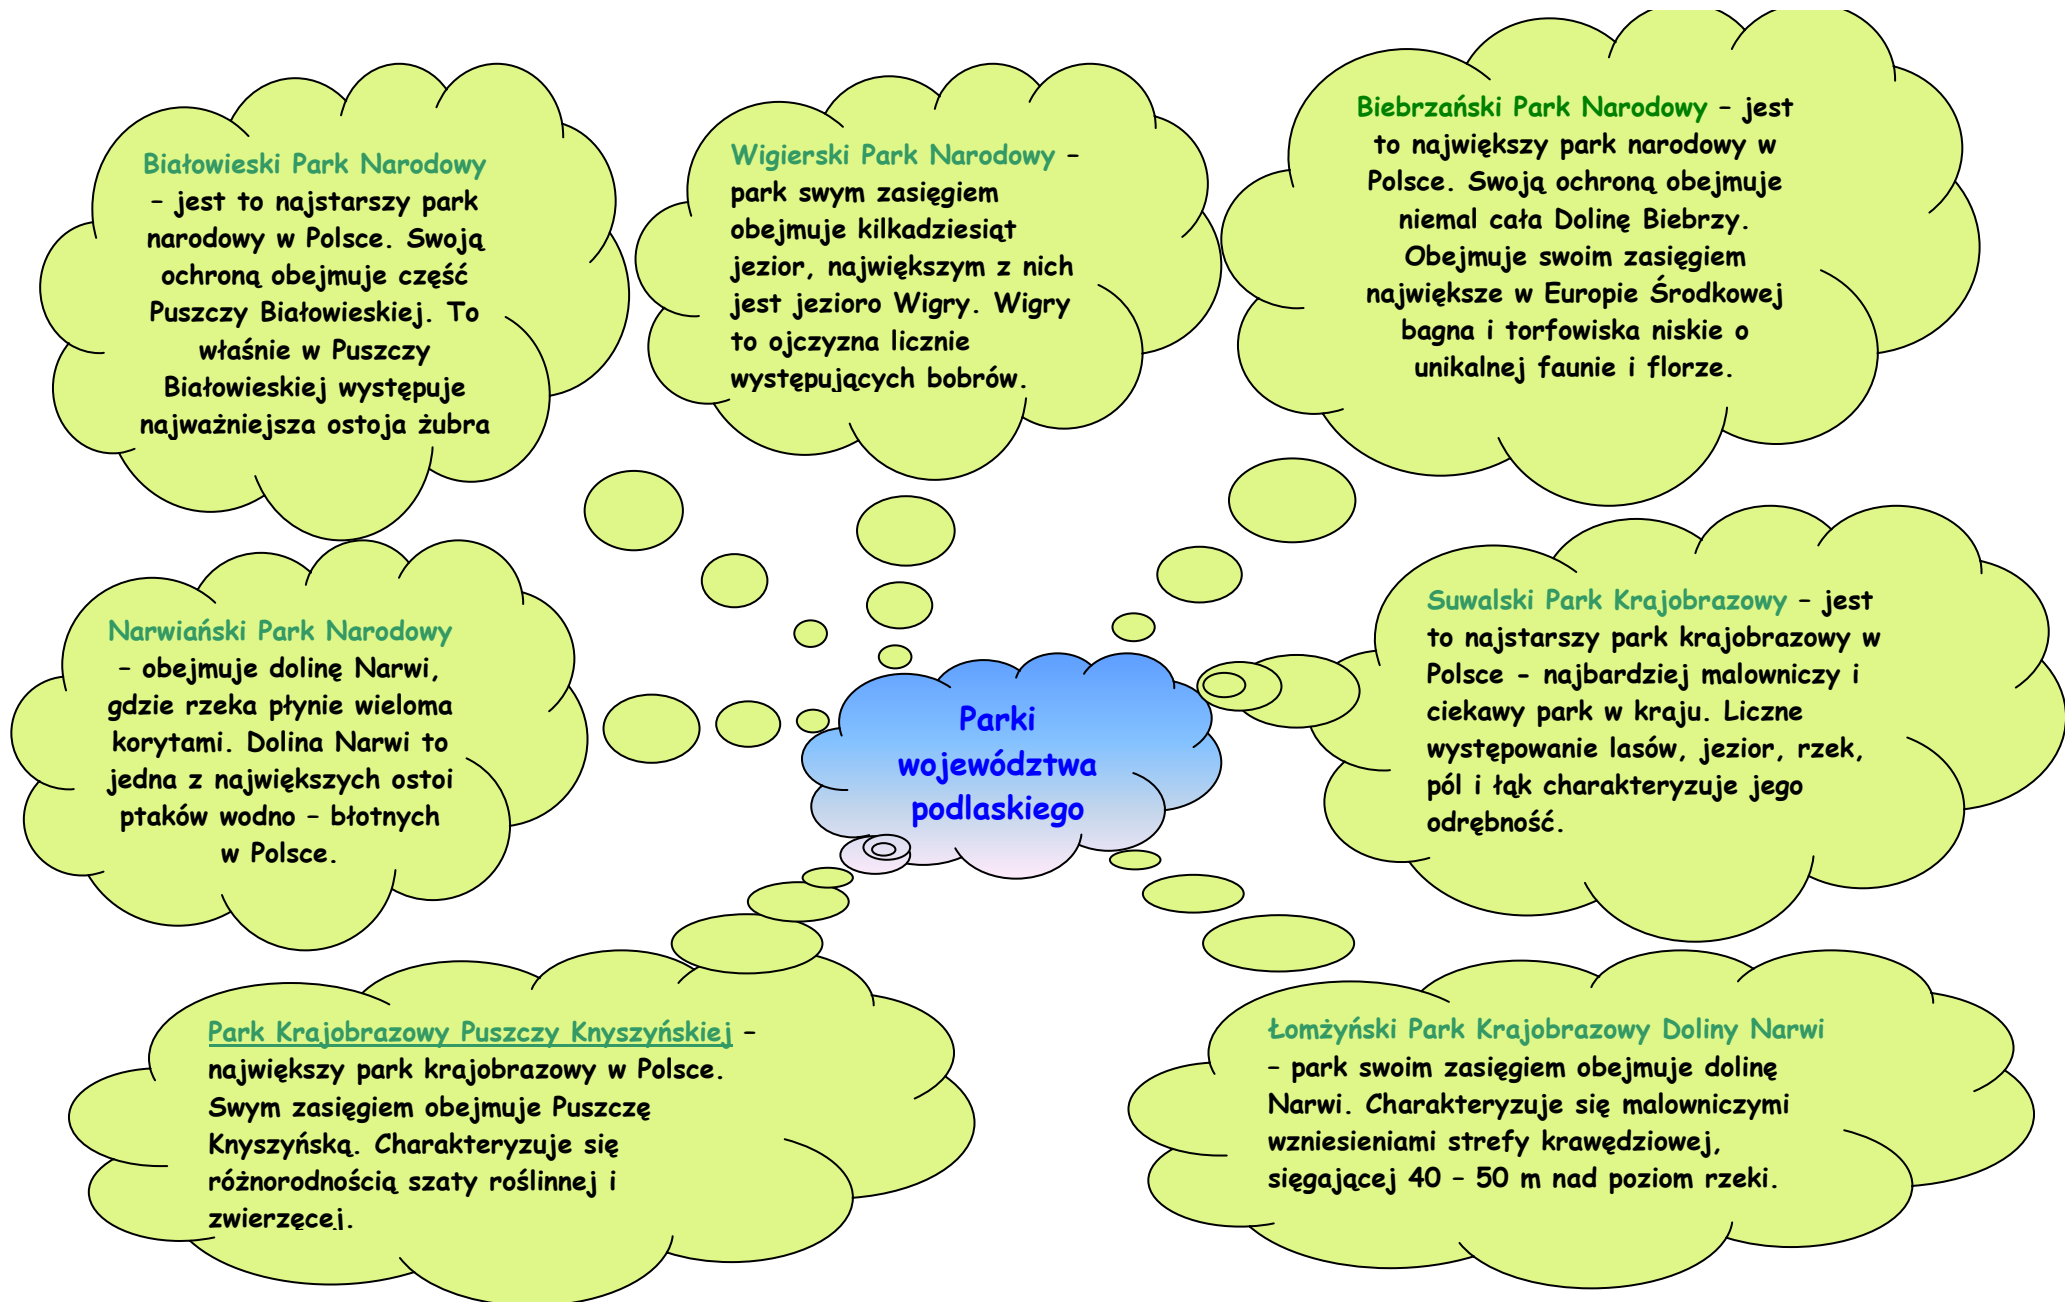 Białowieski Park Narodowy
– jest to najstarszy park
narodowy w Polsce. Swoją
ochroną obejmuje część
Puszczy Białowieskiej. To
właśnie w Puszczy
Białowieskiej występuje
najważniejsza ostoja żubra
Wigierski Park Narodowy –
park swym zasięgiem
obejmuje kilkadziesiąt
jezior, największym z nich
jest jezioro Wigry. Wigry
to ojczyzna licznie
występujących bobrów.
Biebrzański Park Narodowy – jest
to największy park narodowy w
Polsce. Swoją ochroną obejmuje
niemal cała Dolinę Biebrzy.
Obejmuje swoim zasięgiem
największe w Europie Środkowej
bagna i torfowiska niskie o
unikalnej faunie i florze.
Narwiański Park Narodowy
– obejmuje dolinę Narwi,
gdzie rzeka płynie wieloma
korytami. Dolina Narwi to
jedna z największych ostoi
ptaków wodno – błotnych
w Polsce.
Parki
województwa
podlaskiego
Suwalski Park Krajobrazowy – jest
to najstarszy park krajobrazowy w
Polsce - najbardziej malowniczy i
ciekawy park w kraju. Liczne
występowanie lasów, jezior, rzek,
pól i łąk charakteryzuje jego
odrębność.
Park Krajobrazowy Puszczy Knyszyńskiej –
największy park krajobrazowy w Polsce.
Swym zasięgiem obejmuje Puszczę
Knyszyńską. Charakteryzuje się
różnorodnością szaty roślinnej i
zwierzęcej.
Łomżyński Park Krajobrazowy Doliny Narwi
– park swoim zasięgiem obejmuje dolinę
Narwi. Charakteryzuje się malowniczymi
wzniesieniami strefy krawędziowej,
sięgającej 40 – 50 m nad poziom rzeki.